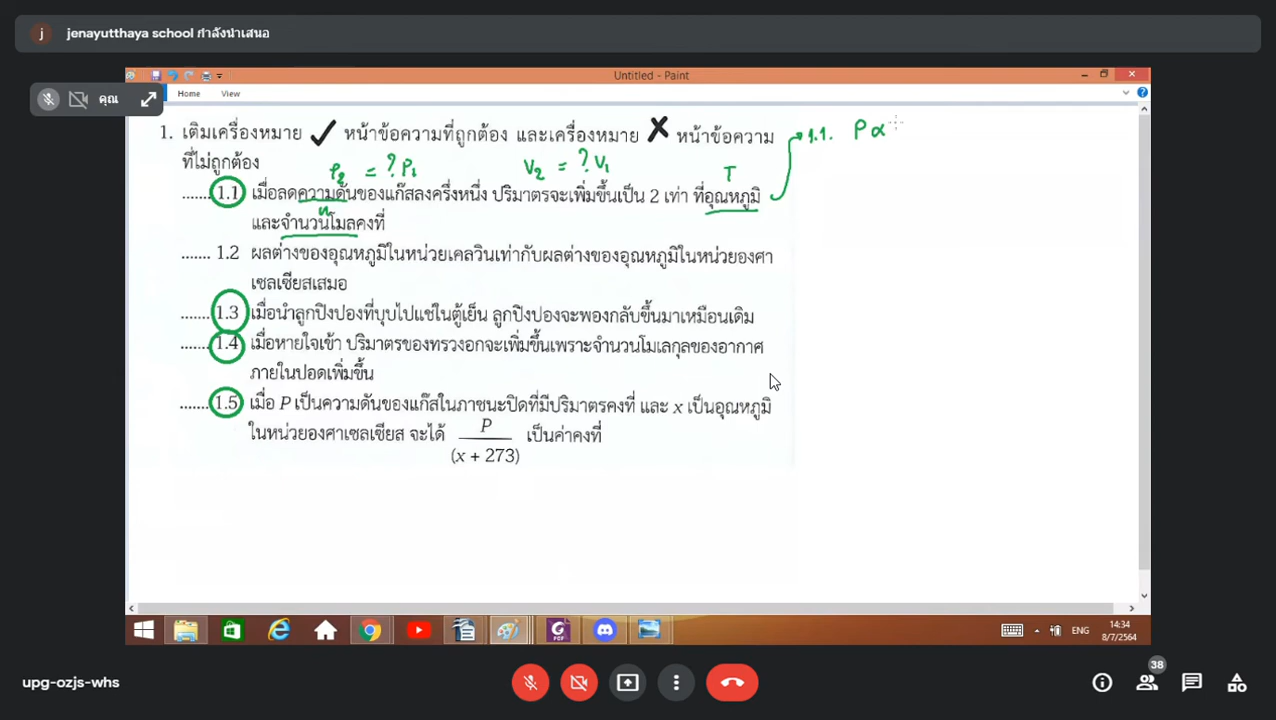 j jenayutthaya school กำลังนำเสนอ
Untitled - Paint
คุณ
Home View
1. เติมเครื่องหมาย ✓ หน้าข้อความที่ถูกต้อง และเครื่องหมาย ✗ หน้าข้อความ
ที่ไม่ถูกต้อง
1.1. P α
P₂ = ? P₁ V₂ = ? V₁ T
....... 1.1 เมื่อลดความดันของแก๊สลงครึ่งหนึ่ง ปริมาตรจะเพิ่มขึ้นเป็น 2 เท่า ที่อุณหภูมิ
n
และจำนวนโมลคงที่
....... 1.2 ผลต่างของอุณหภูมิในหน่วยเคลวินเท่ากับผลต่างของอุณหภูมิในหน่วยองศา
เซลเซียสเสมอ
....... 1.3 เมื่อนำลูกปิงปองที่บุบไปแช่ในตู้เย็น ลูกปิงปองจะพองกลับขึ้นมาเหมือนเดิม
....... 1.4 เมื่อหายใจเข้า ปริมาตรของทรวงอกจะเพิ่มขึ้นเพราะจำนวนโมเลกุลของอากาศ
ภายในปอดเพิ่มขึ้น
....... 1.5 เมื่อ P เป็นความดันของแก๊สในภาชนะปิดที่มีปริมาตรคงที่ และ x เป็นอุณหภูมิ
ในหน่วยองศาเซลเซียส จะได้ P / (x + 273) เป็นค่าคงที่
ENG
14:34
8/7/2564
upg-ozjs-whs
38